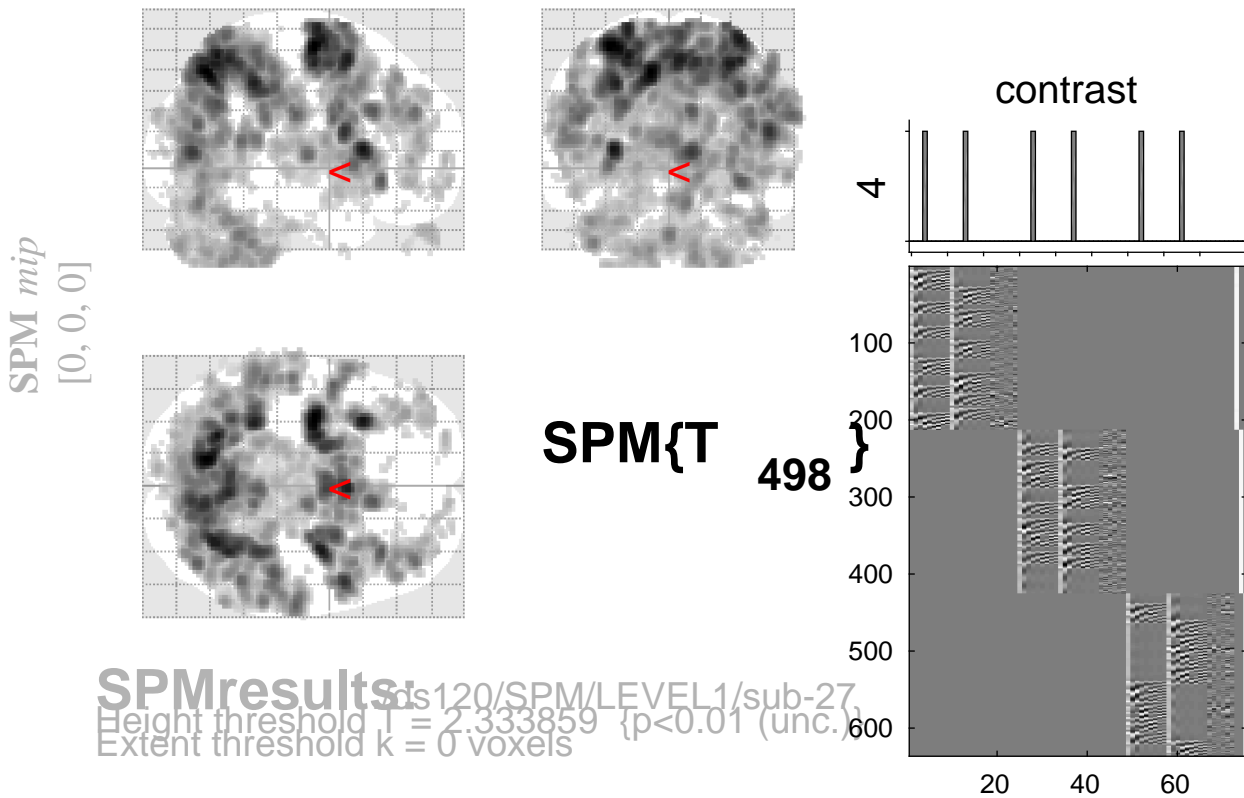 SPM mip
[0, 0, 0]
<
<
<
contrast
4
SPM{T 498}
SPMresults: /ds120/SPM/LEVEL1/sub-27
Height threshold T = 2.333859 {p<0.01 (unc.)}
Extent threshold k = 0 voxels
100
200
300
400
500
600
20 40 60